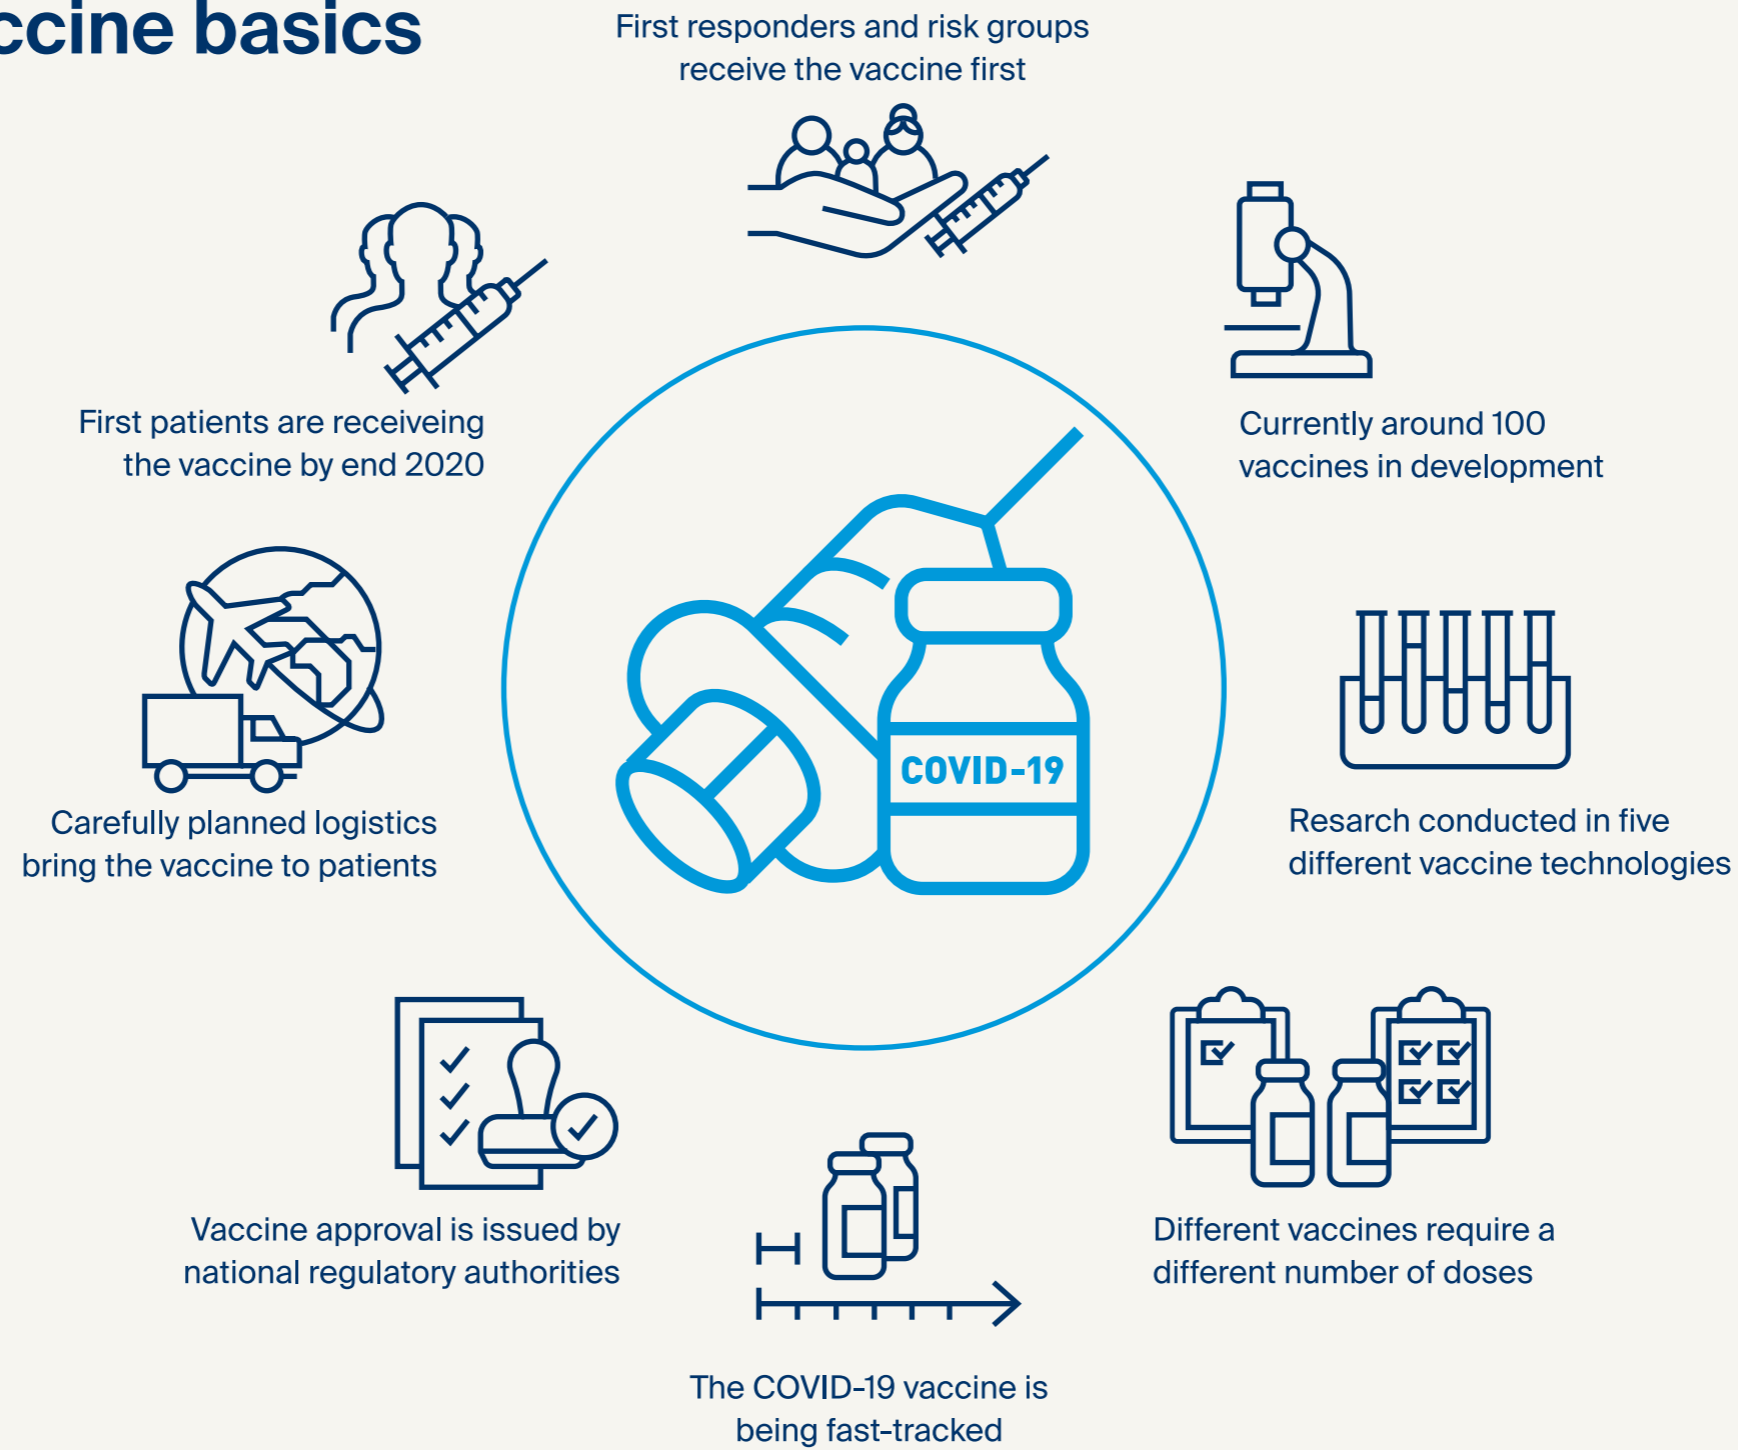 ccine basics
First responders and risk groups
receive the vaccine first
First patients are receiveing
the vaccine by end 2020
Currently around 100
vaccines in development
COVID-19
Carefully planned logistics
bring the vaccine to patients
Resarch conducted in five
different vaccine technologies
Vaccine approval is issued by
national regulatory authorities
Different vaccines require a
different number of doses
The COVID-19 vaccine is
being fast-tracked